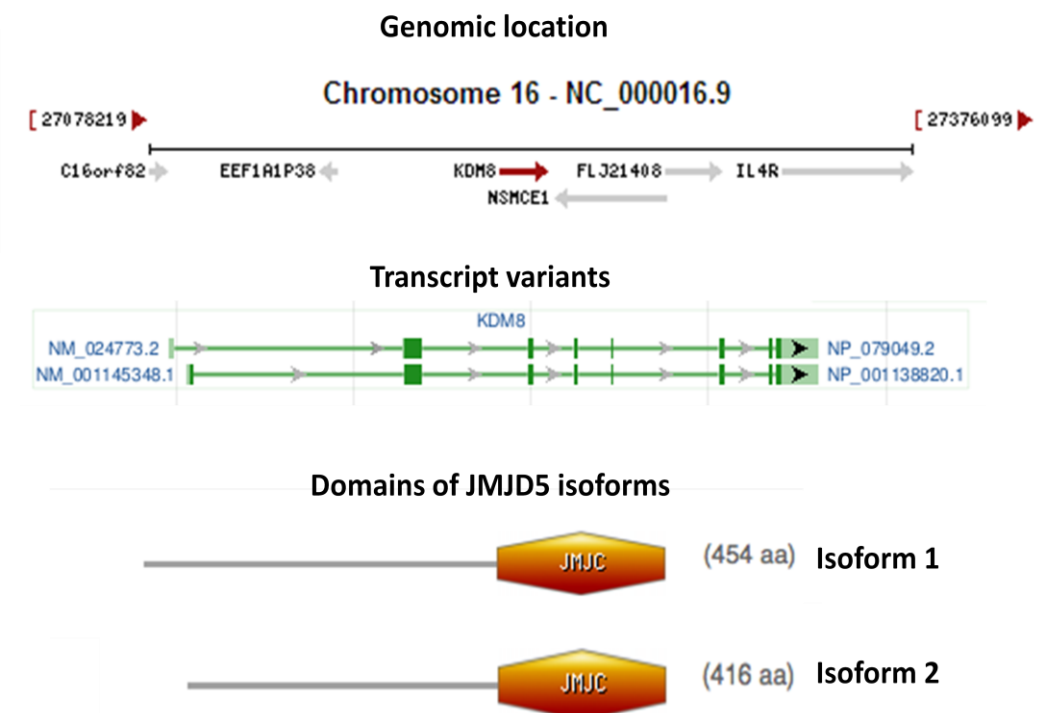 Genomic location
Chromosome 16 - NC_000016.9
[ 27078219 [ 27376099
C16orf82 EEF1A1P38 KDM8 FLJ21408 IL4R
NSMCE1
Transcript variants
KDM8
NM_024773.2 NP_079049.2
NM_001145348.1 NP_001138820.1
Domains of JMJD5 isoforms
JMJC (454 aa) Isoform 1
JMJC (416 aa) Isoform 2